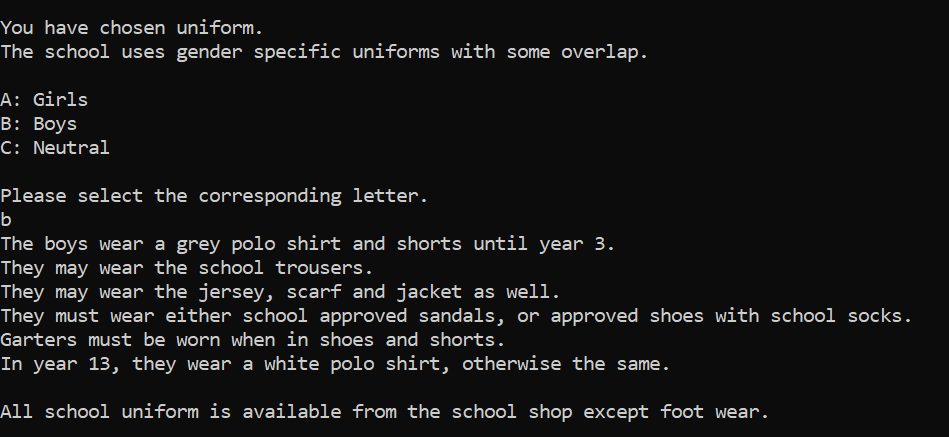 You have chosen uniform.
The school uses gender specific uniforms with some overlap.
A: Girls
B: Boys
C: Neutral
Please select the corresponding letter.
b
The boys wear a grey polo shirt and shorts until year 3.
They may wear the school trousers.
They may wear the jersey, scarf and jacket as well.
They must wear either school approved sandals, or approved shoes with school socks.
Garters must be worn when in shoes and shorts.
In year 13, they wear a white polo shirt, otherwise the same.
All school uniform is available from the school shop except foot wear.